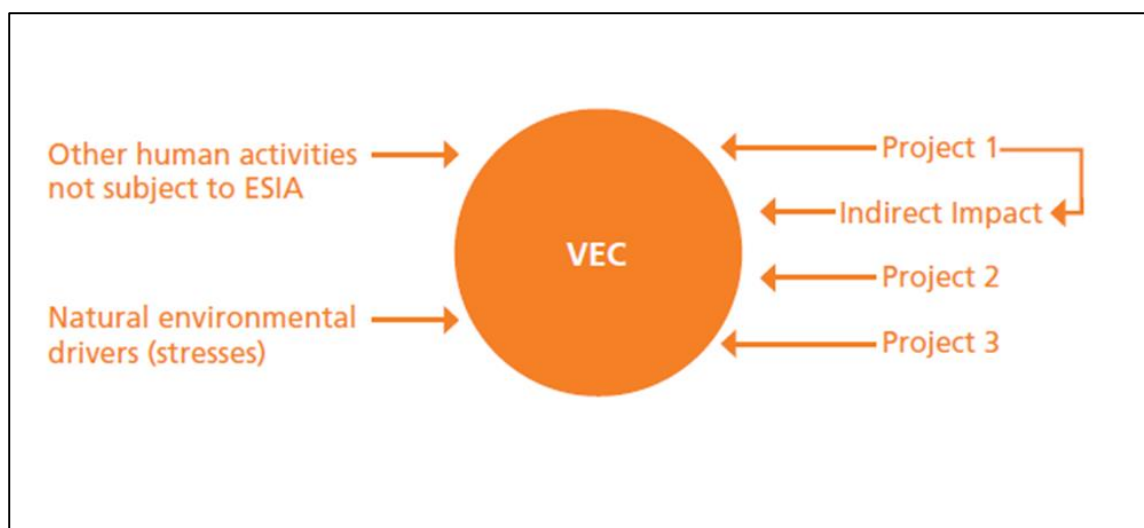 Other human activities
not subject to ESIA
Natural environmental
drivers (stresses)
VEC
Project 1
Indirect Impact
Project 2
Project 3